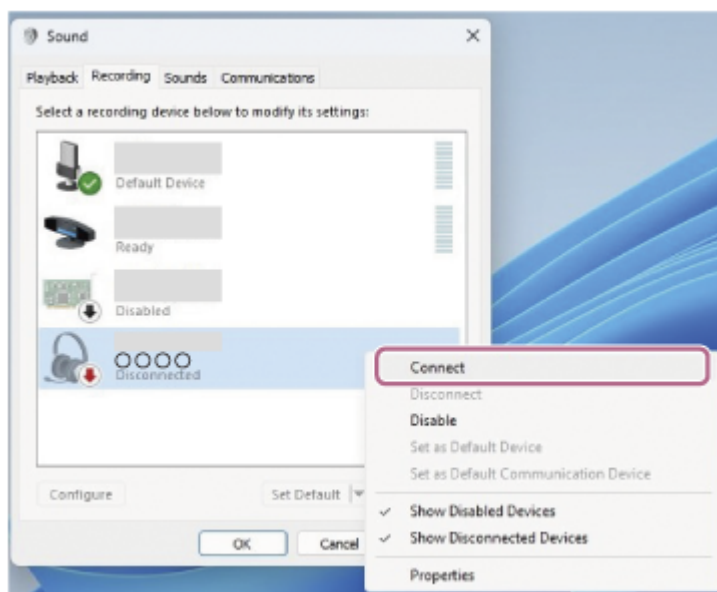 Sound
Playback Recording Sounds Communications
Select a recording device below to modify its settings:
Default Device
Ready
Disabled
○○○○
Disconnected
Configure Set Default
OK Cancel
Connect
Disconnect
Disable
Set as Default Device
Set as Default Communication Device
Show Disabled Devices
Show Disconnected Devices
Properties